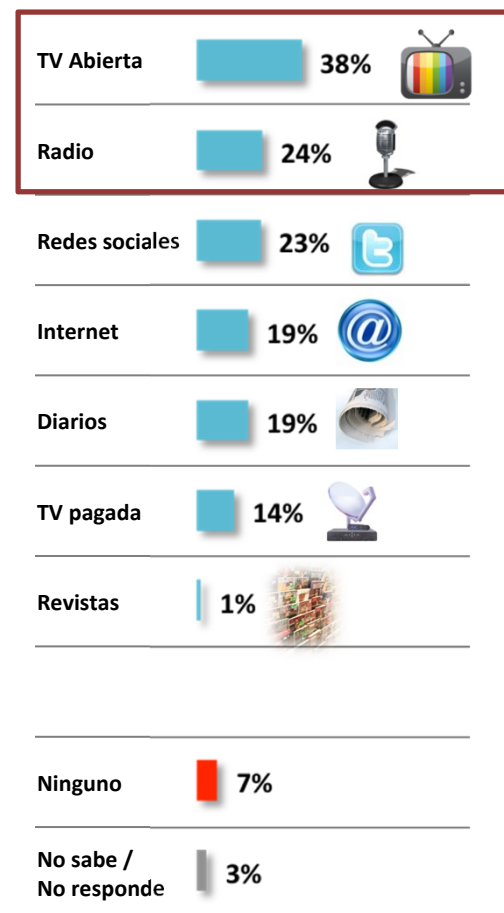 TV Abierta 38%
Radio 24%
Redes sociales 23%
Internet 19%
Diarios 19%
TV pagada 14%
Revistas 1%
Ninguno 7%
No sabe /
No responde 3%